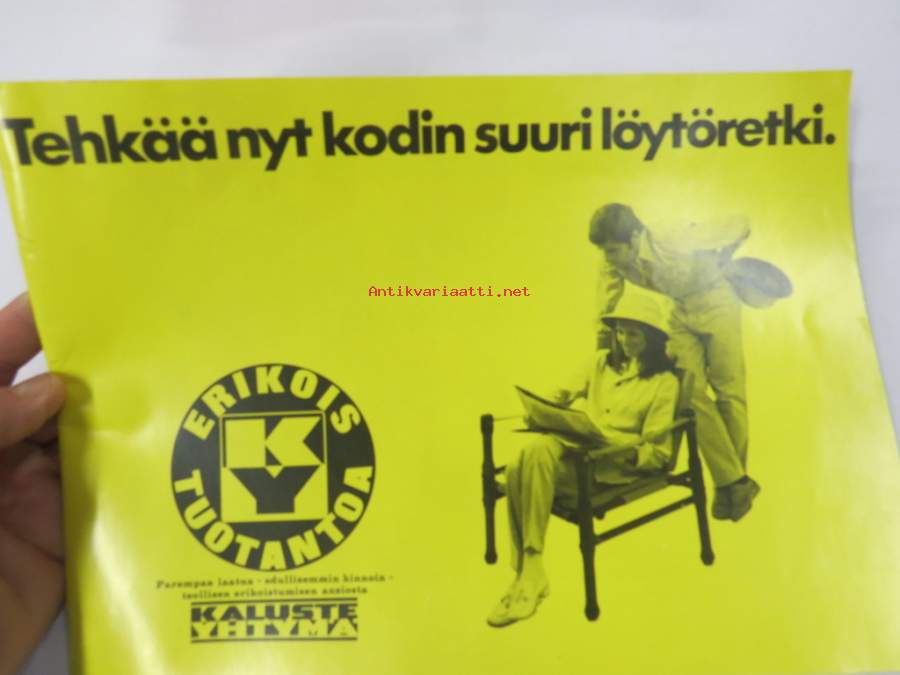 Tehkää nyt kodin suuri löytöretki.
Antikvariaatti.net
ERIKOIS
KY
TUOTANTOA
Parempaa laatua - edullisemmin hinnoin -
teollisen erikoistumisen ansiosta
KALUSTE
YHTYMÄ